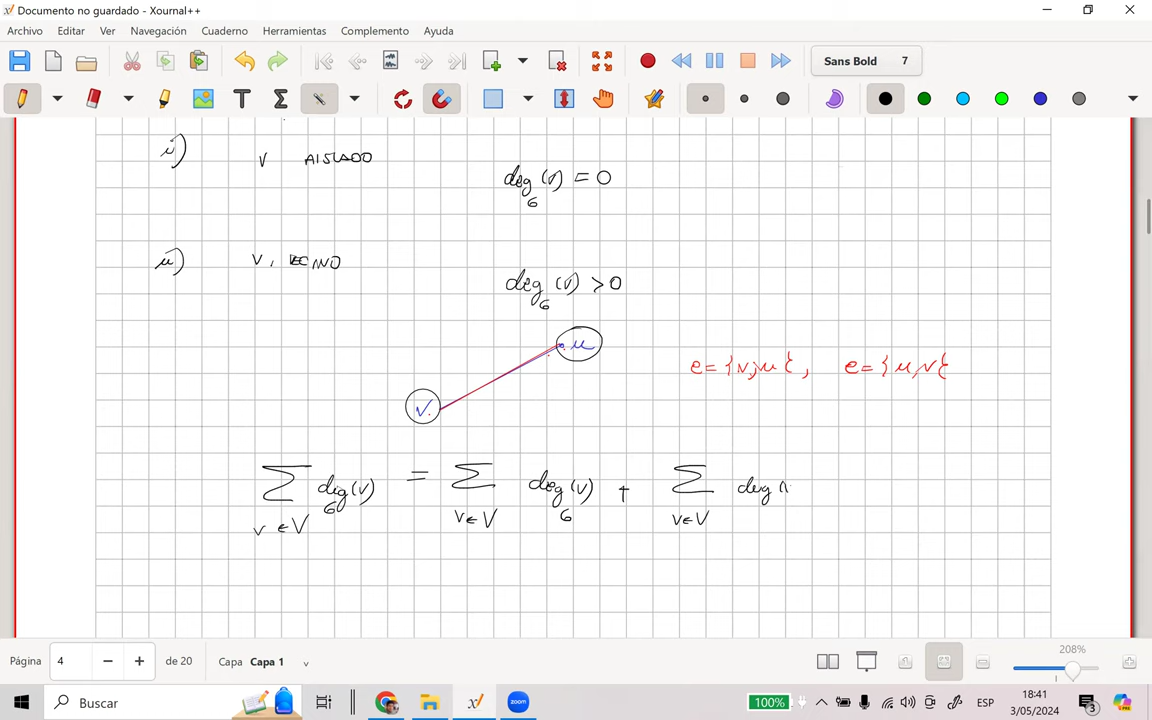 Documento no guardado - Xournal++
Archivo Editar Ver Navegación Cuaderno Herramientas Complemento Ayuda
Sans Bold 7
i) v AISLADO
deg_G (v) = 0
ii) v, VECINO
deg_G (v) > 0
u
e = {v, u}, e = {u, v}
v
∑_{v ∈ V} deg_G (v) = ∑_{v ∈ V} deg_G (v) + ∑_{v ∈ V} deg (
Página 4 de 20 Capa Capa 1
208%
Buscar
zoom
100% ESP
18:41
3/05/2024
3